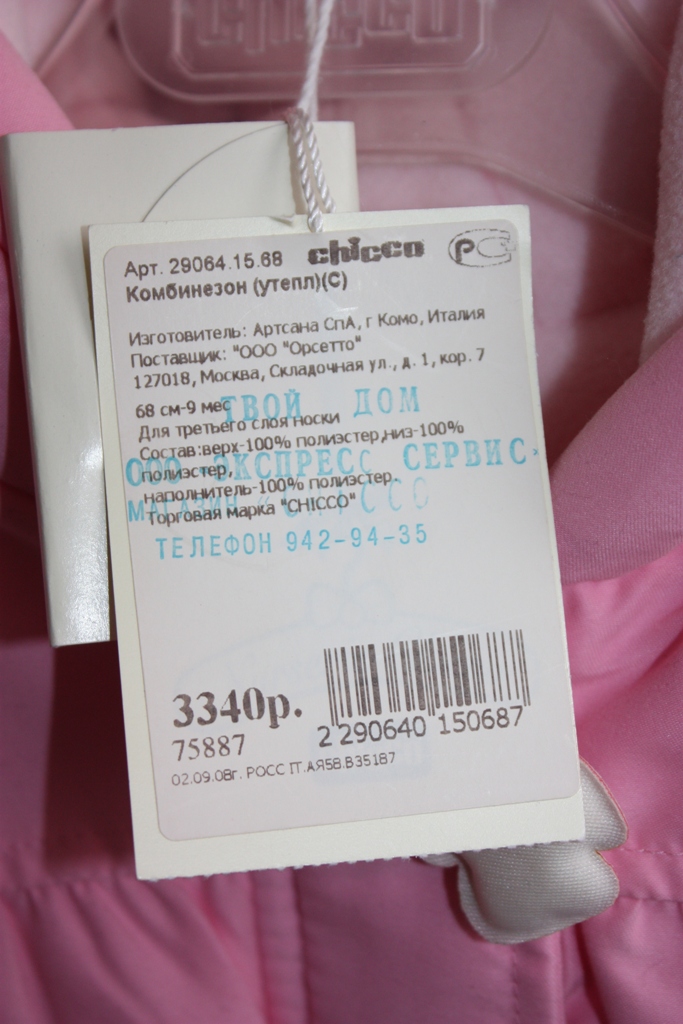 chicco
Арт. 29064.15.68 chicco
Комбинезон (утепл)(С)
Изготовитель: Артсана СпА, г Комо, Италия
Поставщик: "ООО "Орсетто"
127018, Москва, Складочная ул., д. 1, кор. 7
68 см-9 мес
ТВОЙ ДОМ
Для третьего слоя носки
Состав:верх-100% полиэстер,низ-100%
ООО "ЭКСПРЕСС СЕРВИС"
полиэстер,
наполнитель-100% полиэстер.
МАГАЗИН "CHICCO"
Торговая марка "CHICCO"
ТЕЛЕФОН 942-94-35
3340р.
75887
2 290640 150687
02.09.08г. РОСС IT.АЯ58.В35187